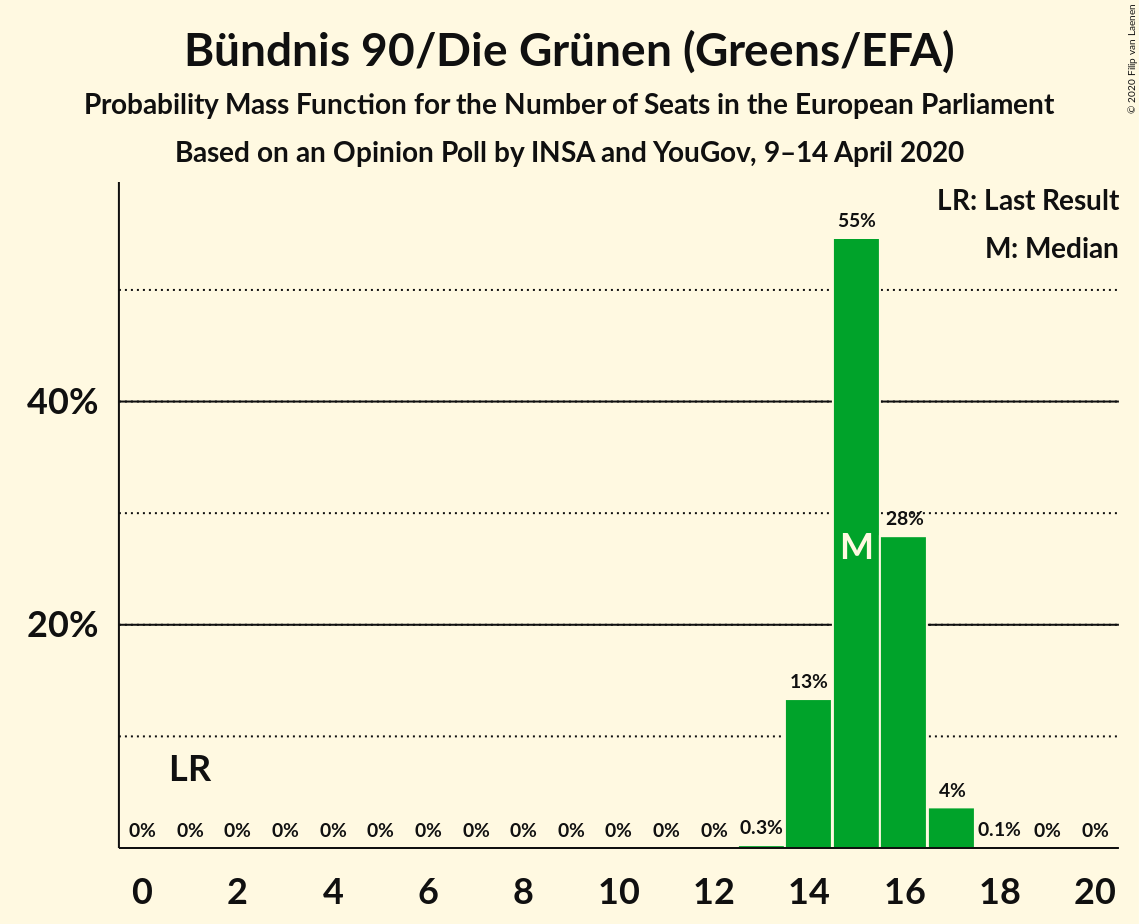 Bündnis 90/Die Grünen (Greens/EFA)
Probability Mass Function for the Number of Seats in the European Parliament
Based on an Opinion Poll by INSA and YouGov, 9–14 April 2020
© 2020 Filip van Laenen
LR: Last Result
M: Median
55%
40%
28%
M
20%
13%
LR
4%
0% 0% 0% 0% 0% 0% 0% 0% 0% 0% 0% 0% 0% 0.3% 0.1% 0% 0%
0 2 4 6 8 10 12 14 16 18 20